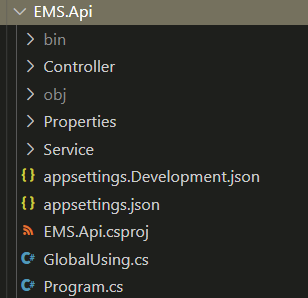 EMS.Api
bin
Controller
obj
Properties
Service
{} appsettings.Development.json
{} appsettings.json
EMS.Api.csproj
C# GlobalUsing.cs
C# Program.cs